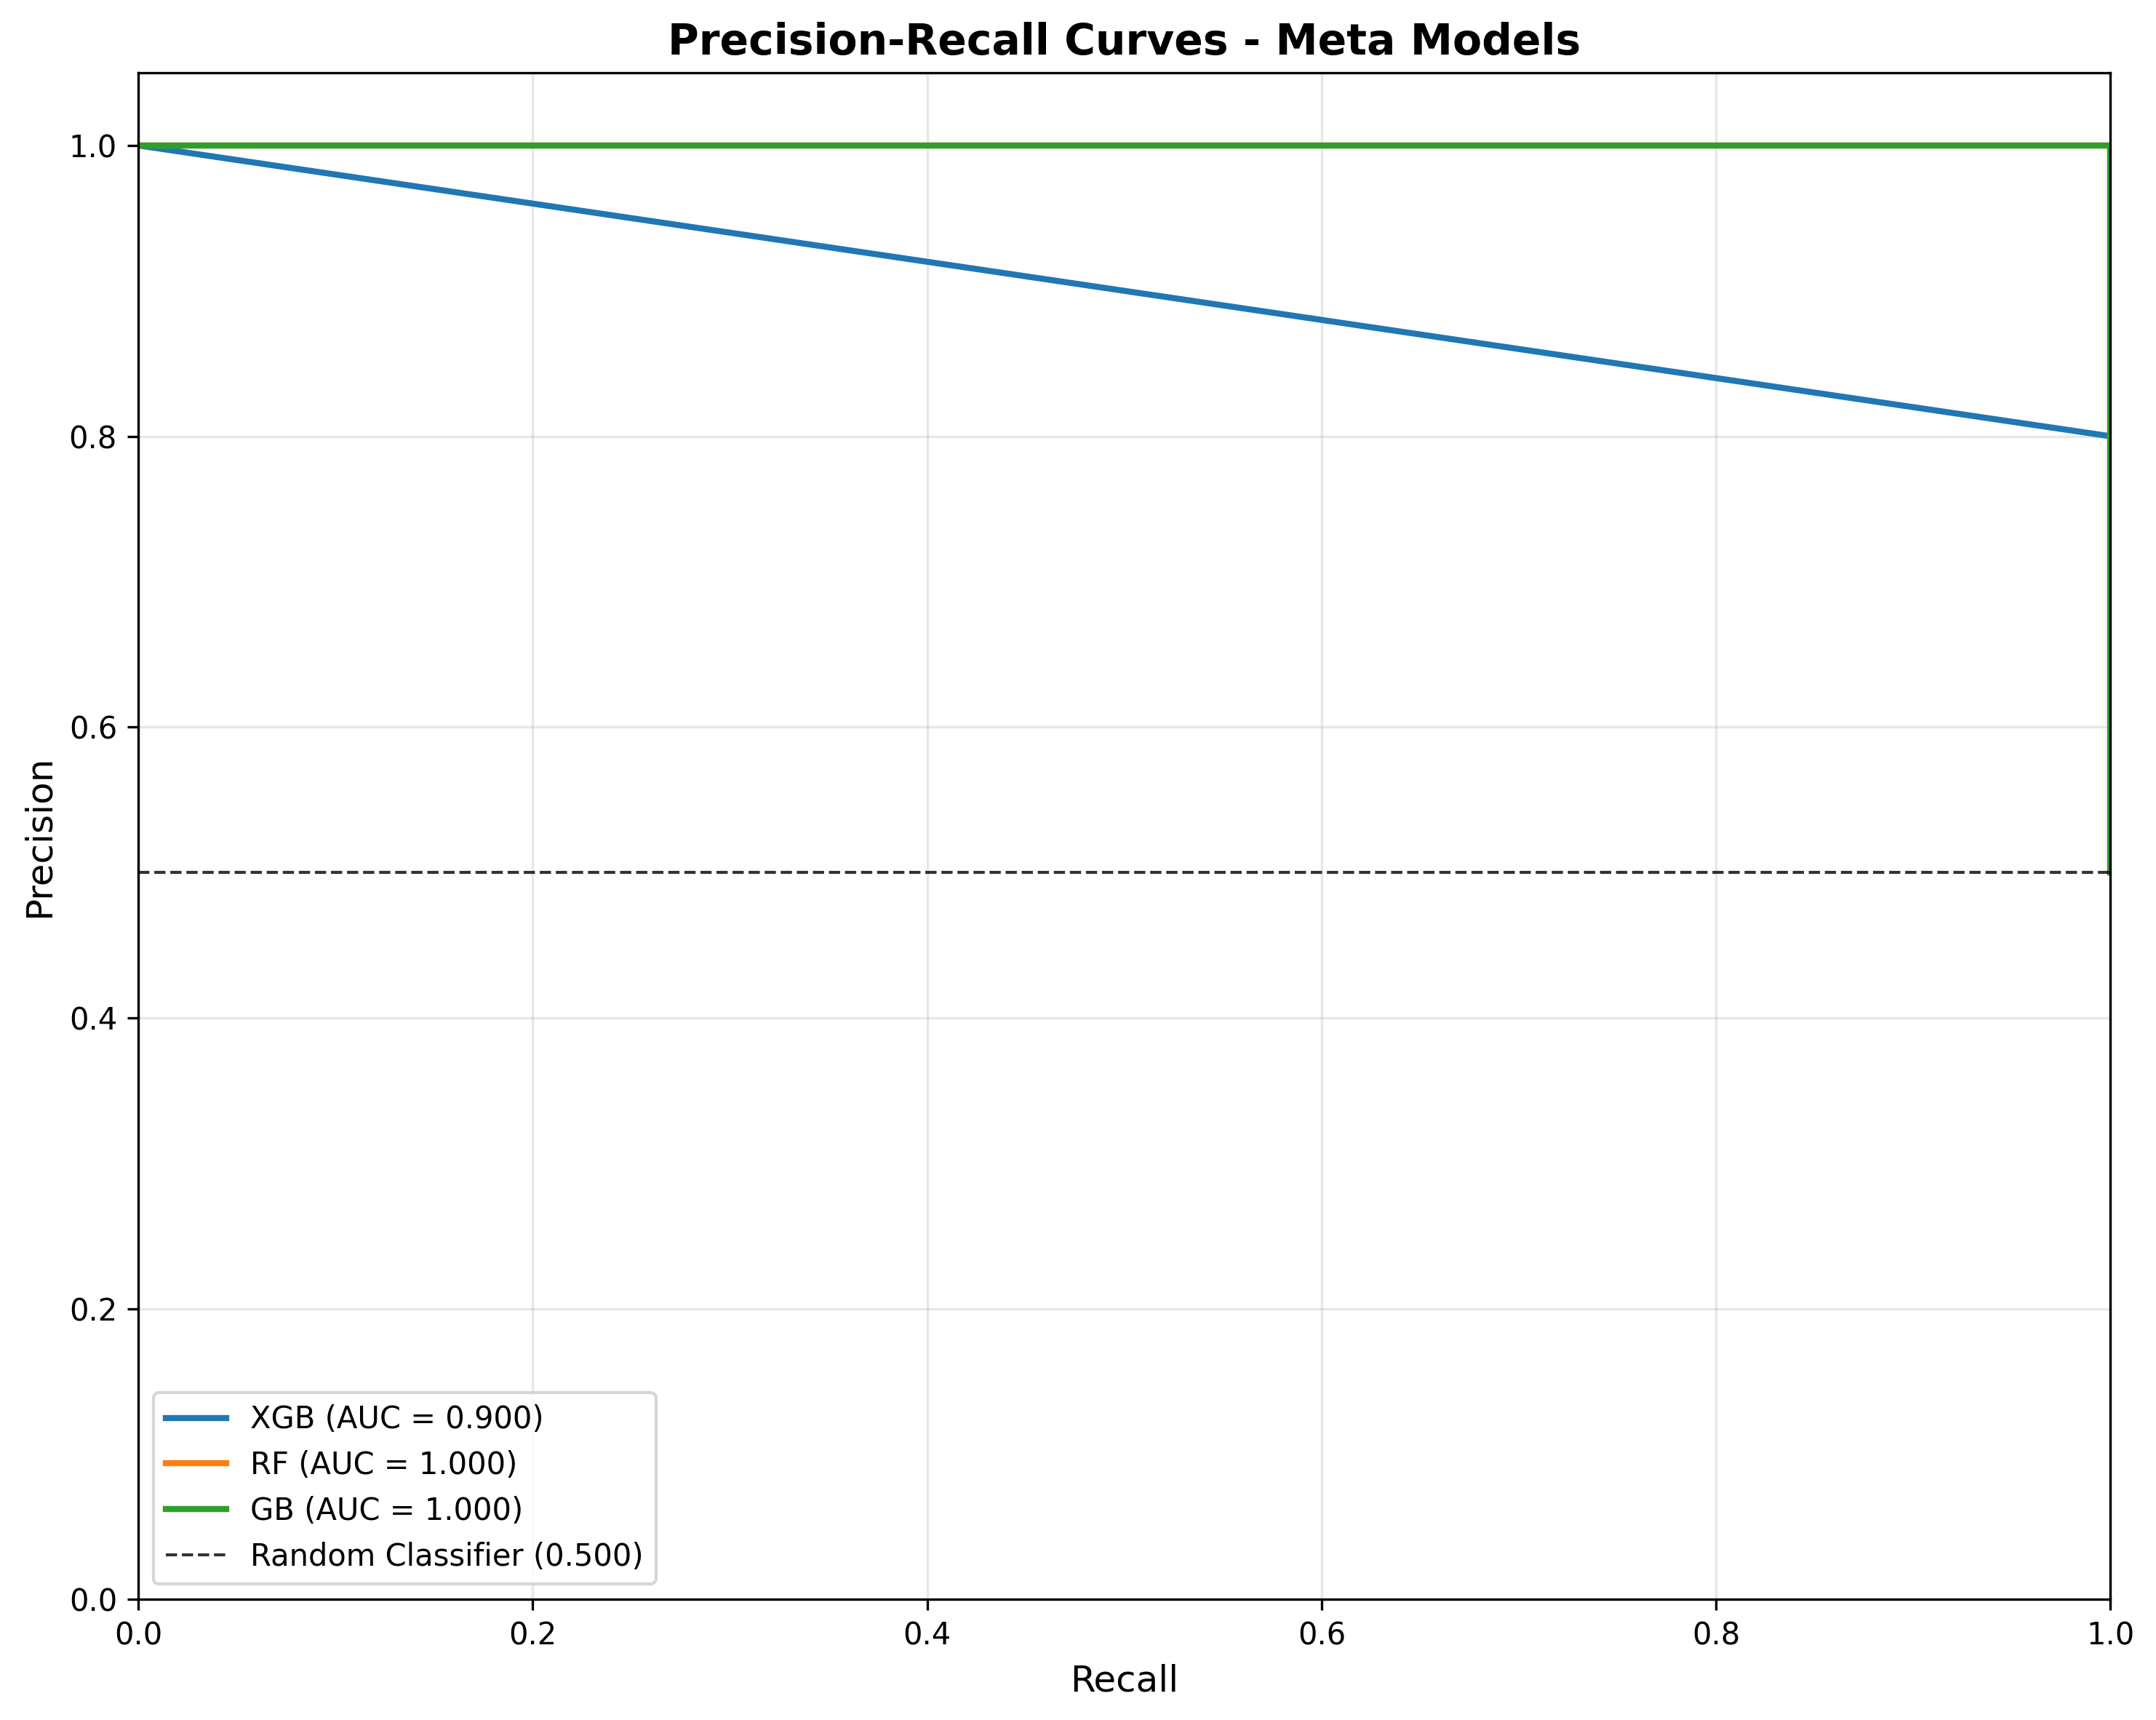 Precision-Recall Curves - Meta Models
1.0
0.8
0.6
0.4
0.2
0.0
Precision
XGB (AUC = 0.900)
RF (AUC = 1.000)
GB (AUC = 1.000)
Random Classifier (0.500)
0.0 0.2 0.4 0.6 0.8 1.0
Recall